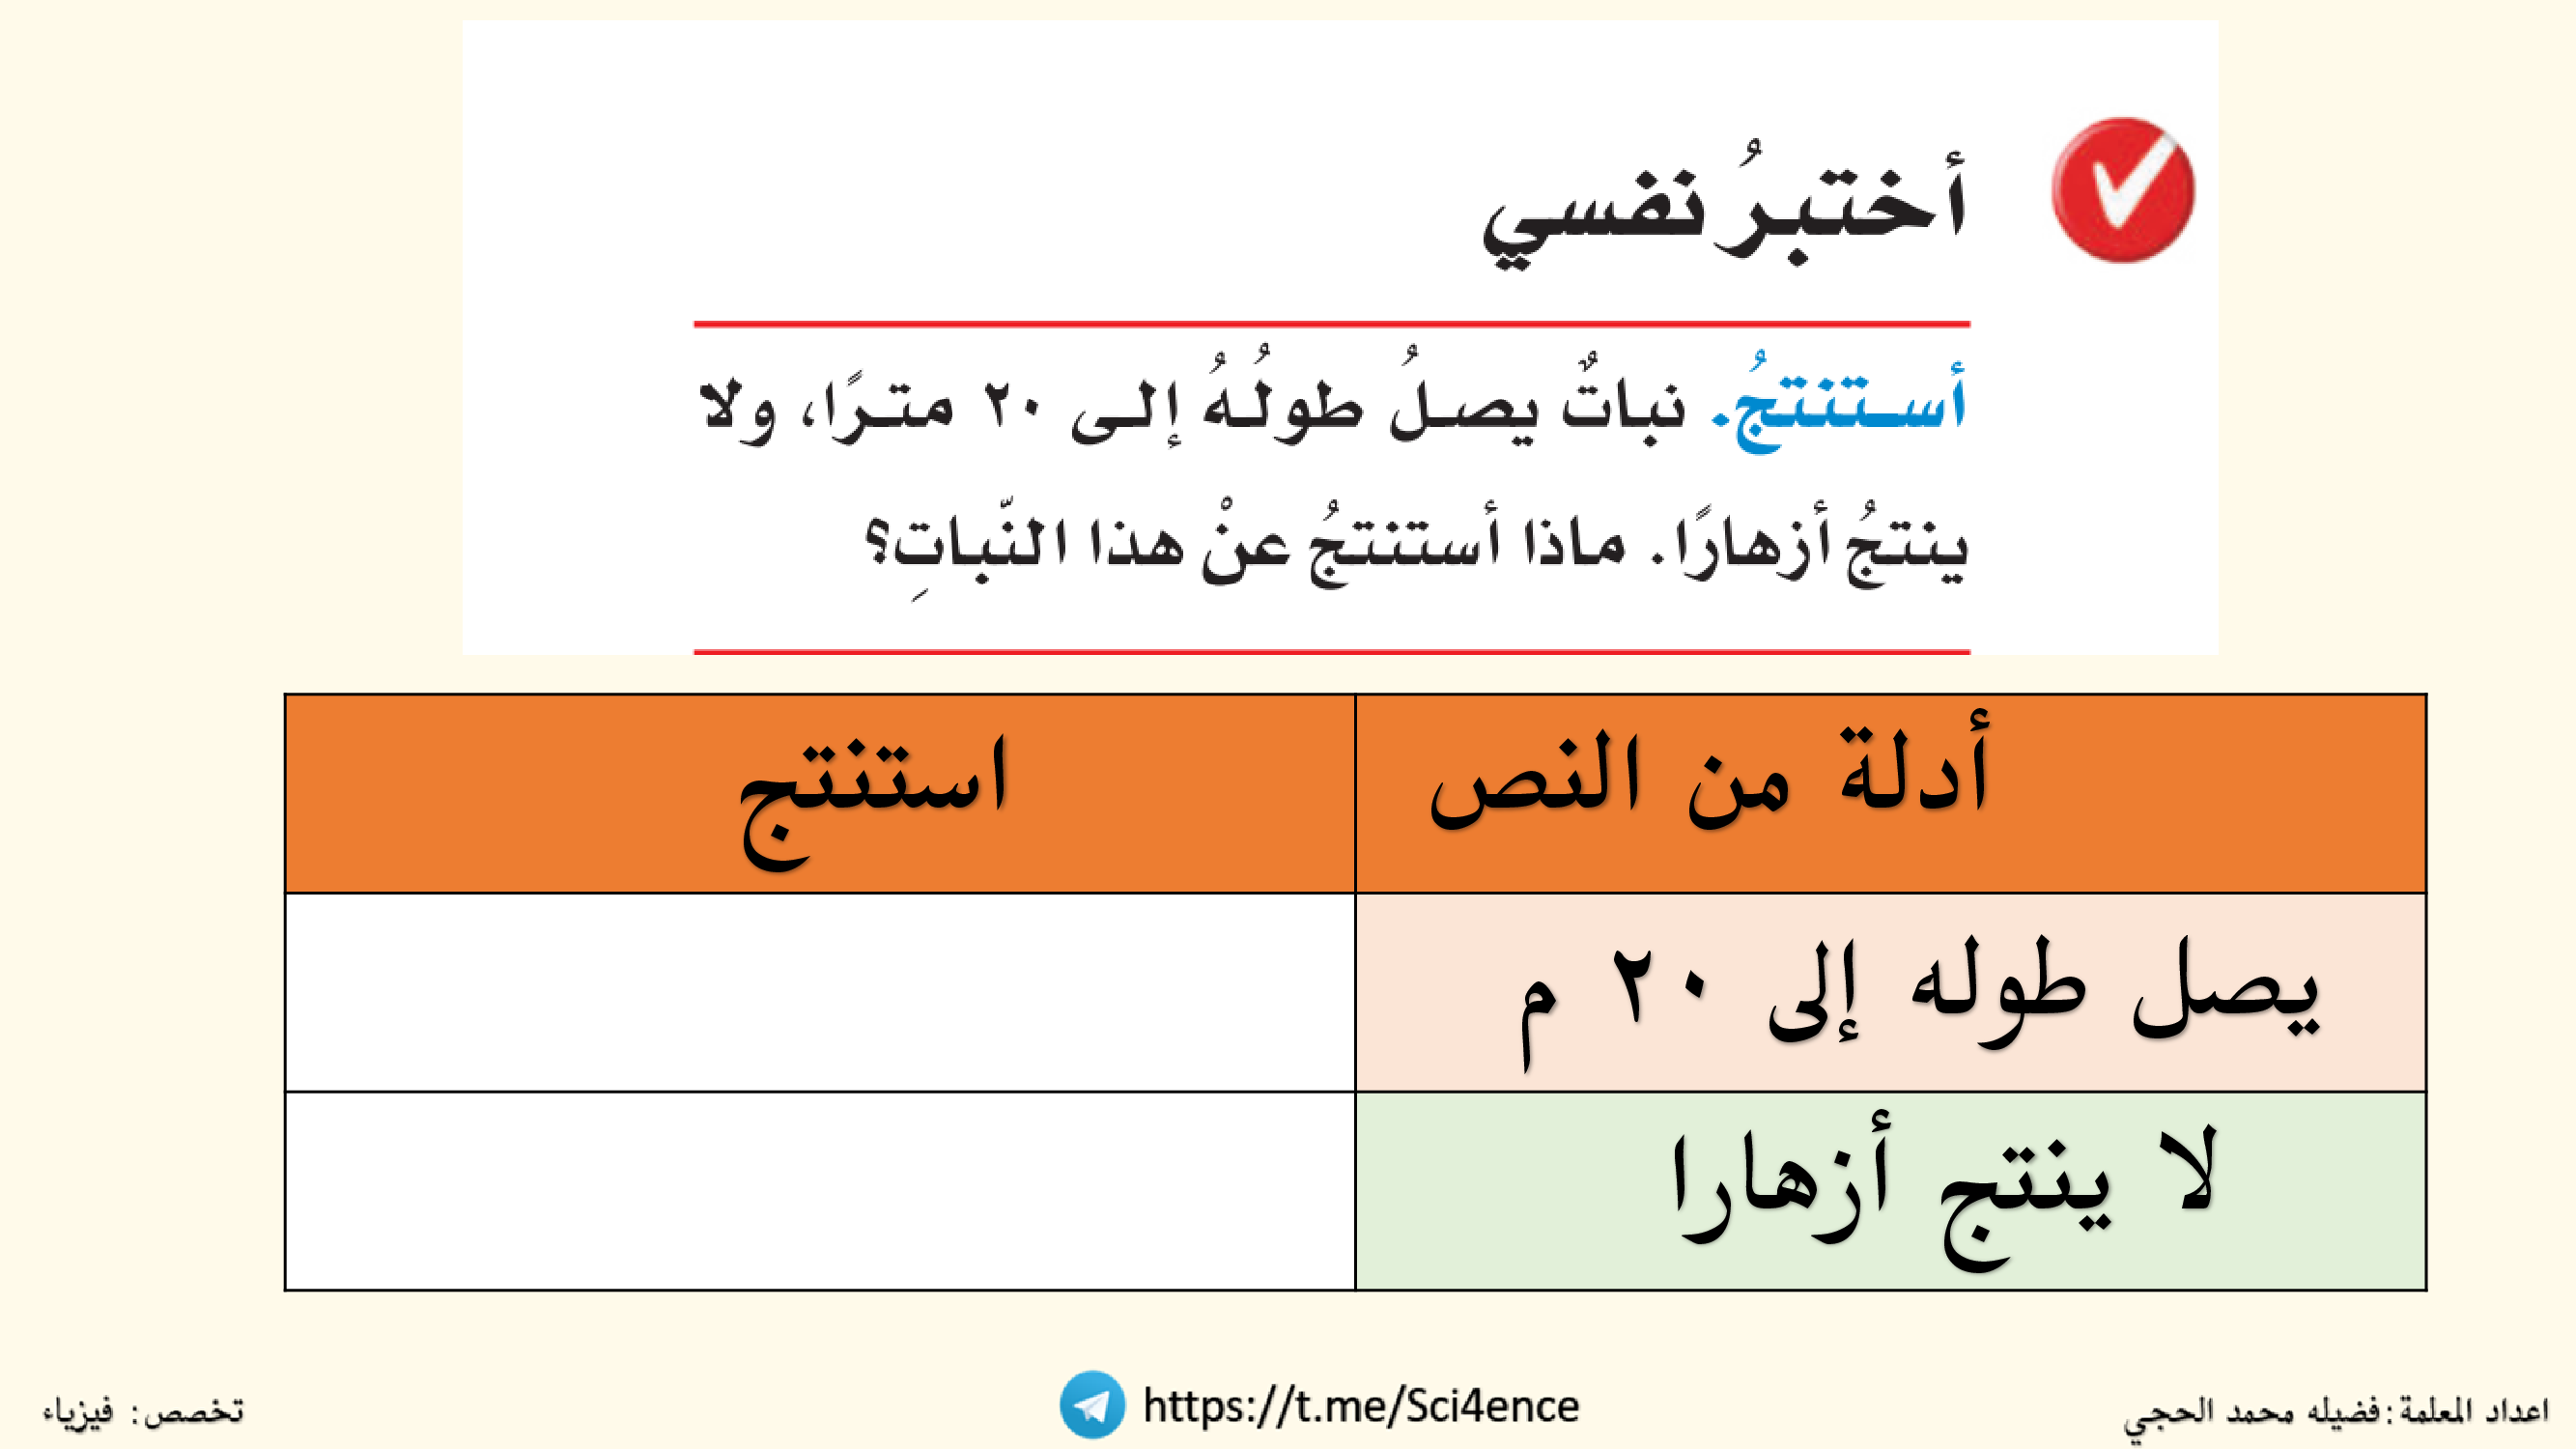 أختبرُ نفسي
أستنتجُ. نباتٌ يصلُ طولُهُ إلى ٢٠ مترًا، ولا
ينتجُ أزهارًا. ماذا أستنتجُ عنْ هذا النّباتِ؟
أدلة من النص
استنتج
يصل طوله إلى ٢٠ م
لا ينتج أزهارا
اعداد المعلمة:فضيله محمد الحجي
https://t.me/Sci4ence
تخصص: فيزياء